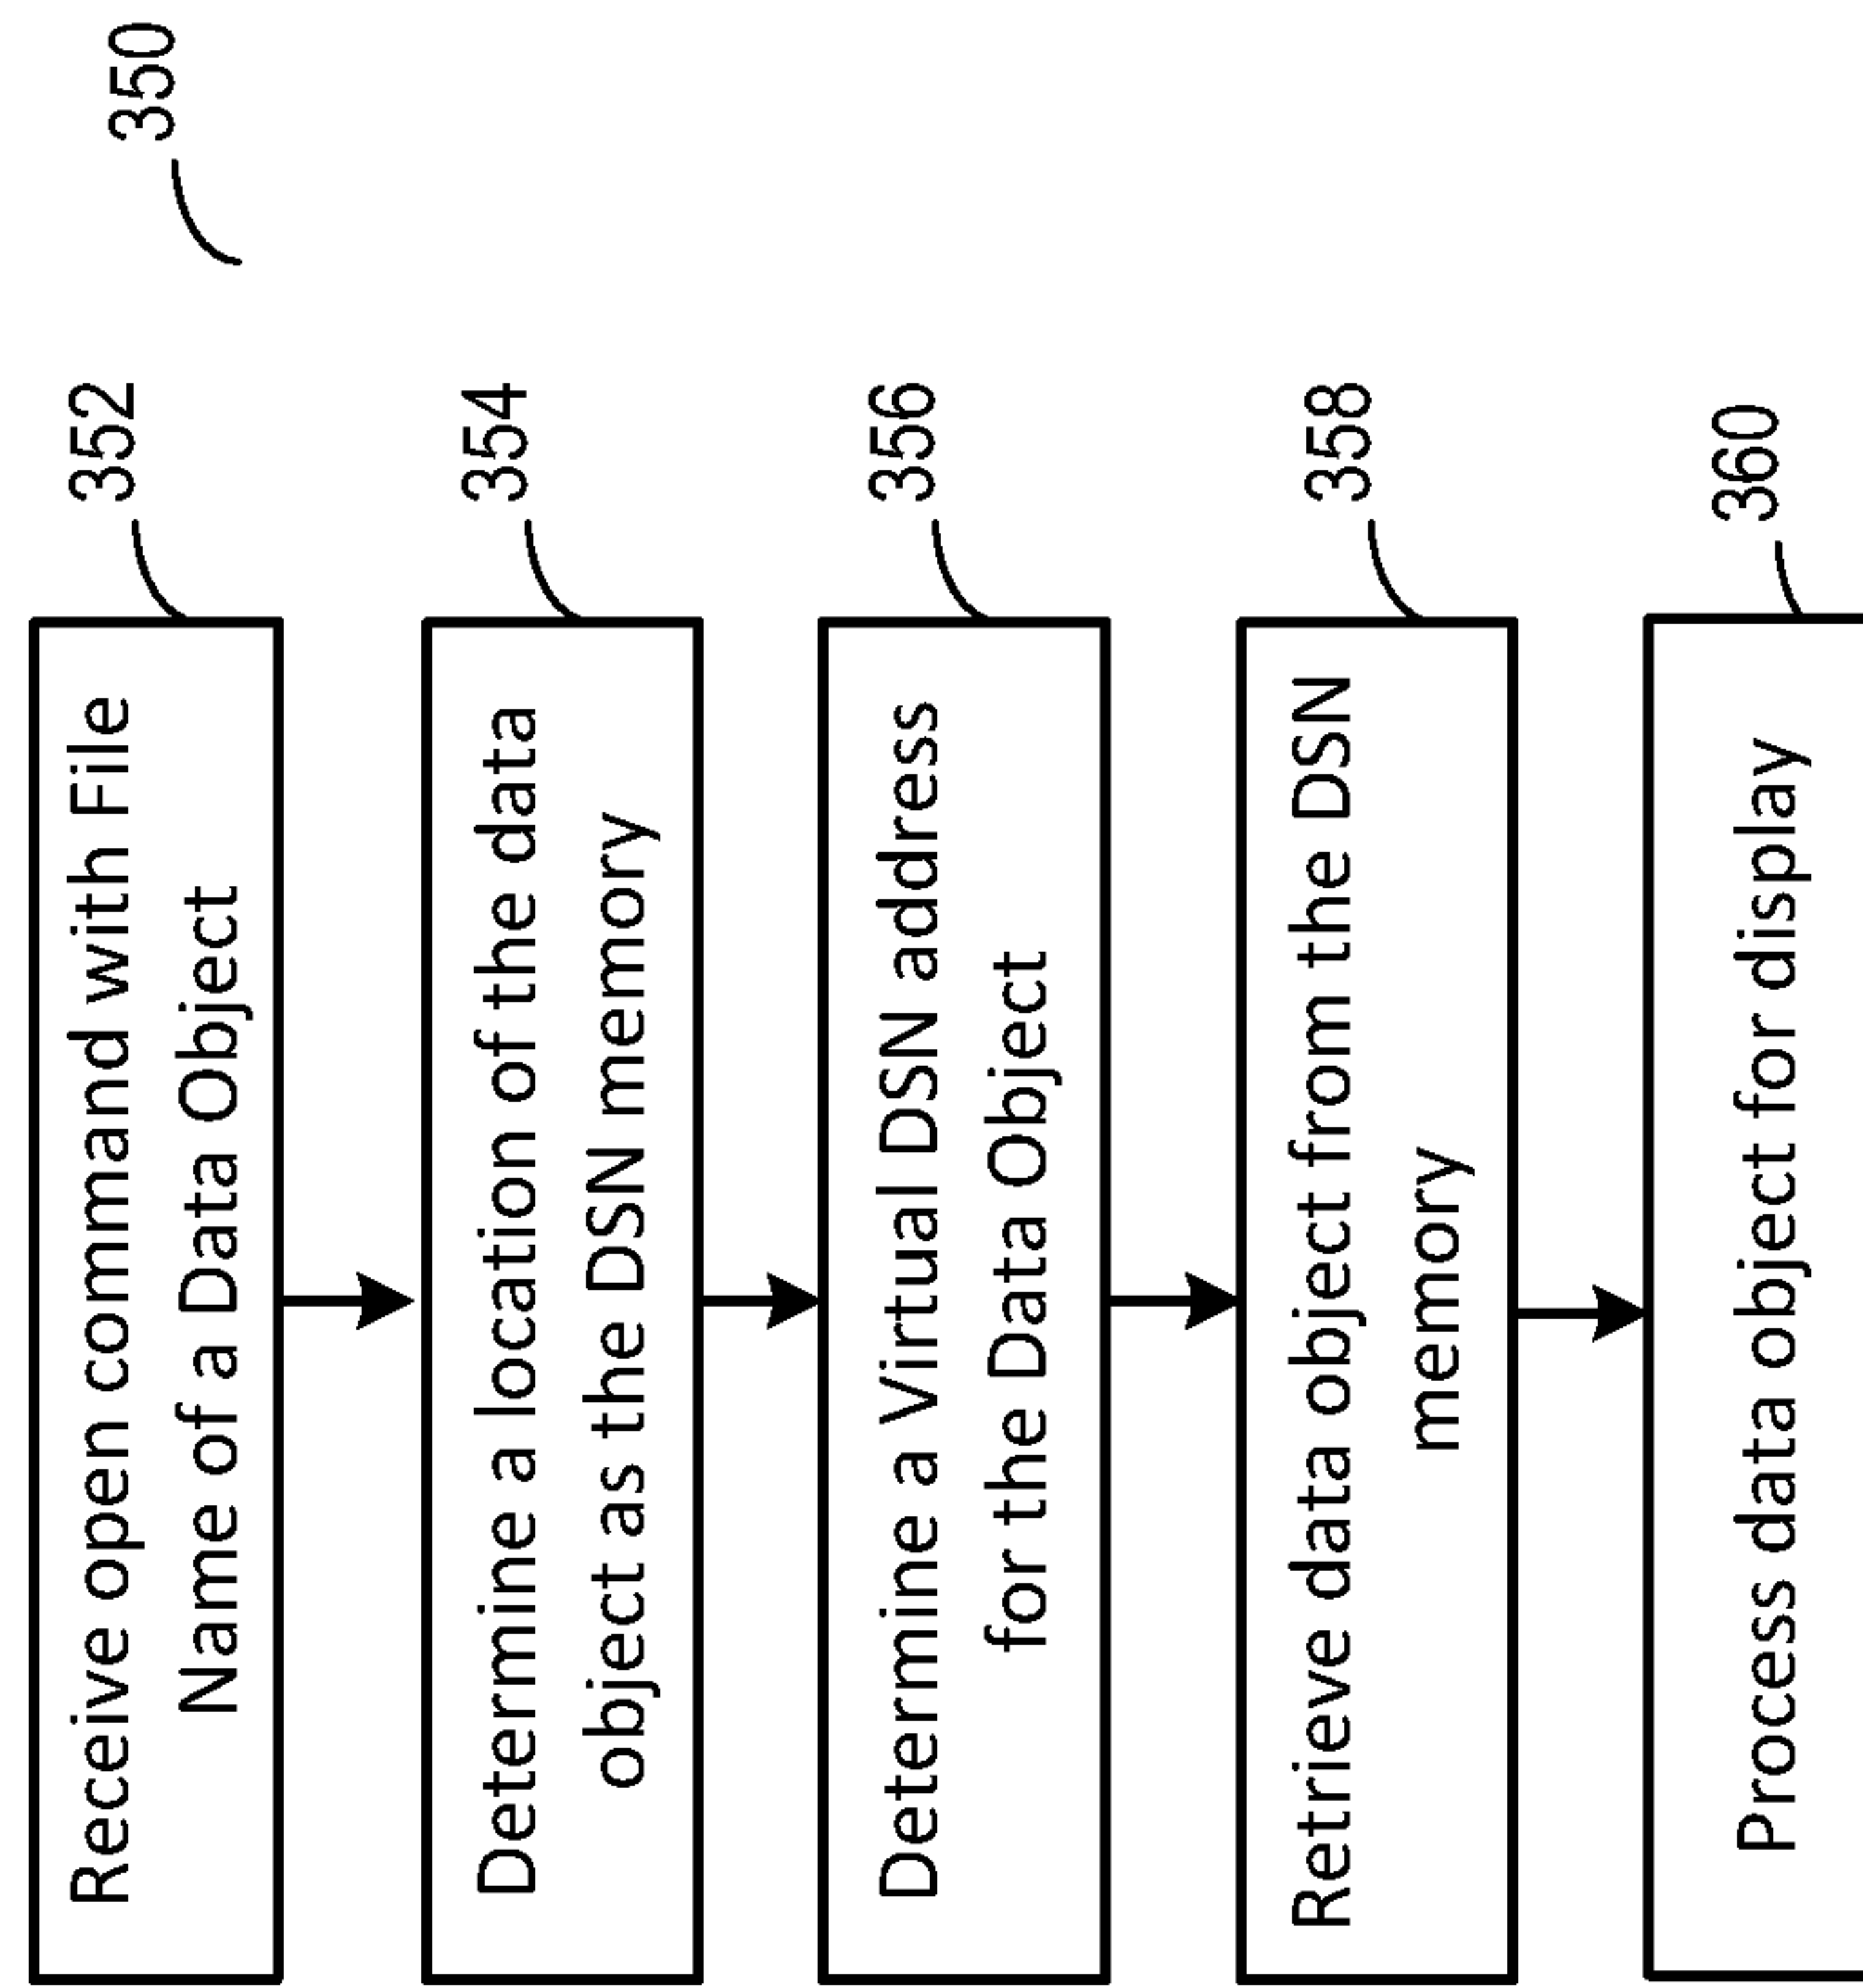 350
352
Receive open command with File
Name of a Data Object
354
Determine a location of the data
object as the DSN memory
356
Determine a Virtual DSN address
for the Data Object
358
Retrieve data object from the DSN
memory
360
Process data object for display